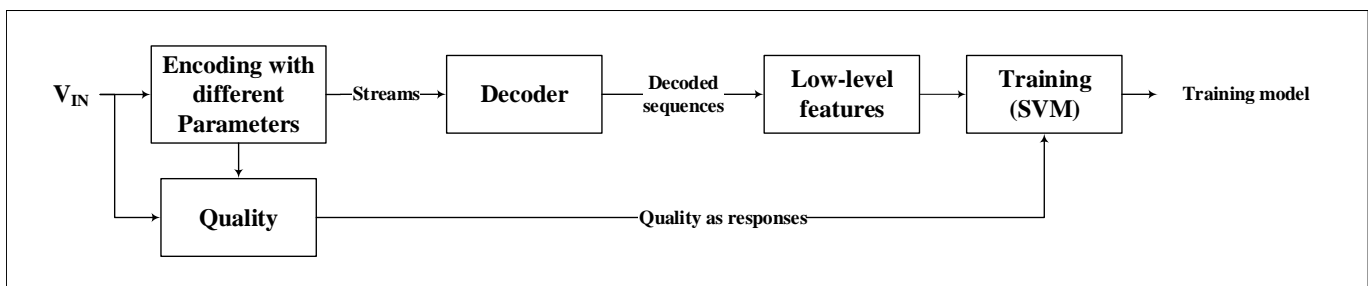 V_IN
Encoding with
different
Parameters
Streams
Decoder
Decoded
sequences
Low-level
features
Training
(SVM)
Training model
Quality
Quality as responses